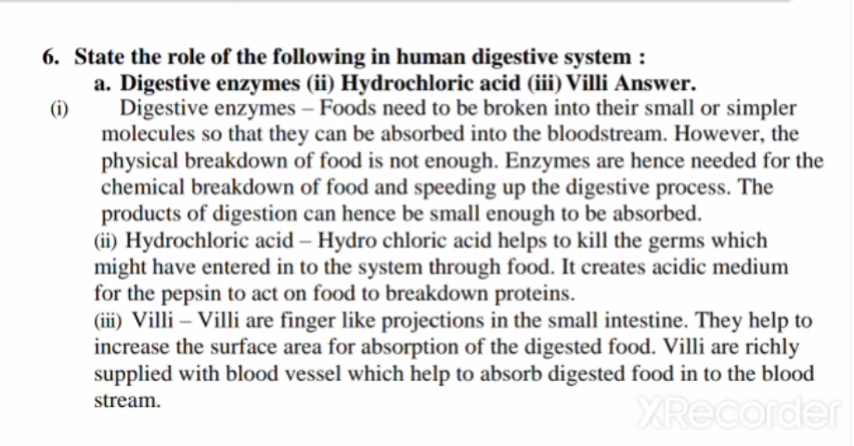 6. State the role of the following in human digestive system :
a. Digestive enzymes (ii) Hydrochloric acid (iii) Villi Answer.
(i) Digestive enzymes – Foods need to be broken into their small or simpler
molecules so that they can be absorbed into the bloodstream. However, the
physical breakdown of food is not enough. Enzymes are hence needed for the
chemical breakdown of food and speeding up the digestive process. The
products of digestion can hence be small enough to be absorbed.
(ii) Hydrochloric acid – Hydro chloric acid helps to kill the germs which
might have entered in to the system through food. It creates acidic medium
for the pepsin to act on food to breakdown proteins.
(iii) Villi – Villi are finger like projections in the small intestine. They help to
increase the surface area for absorption of the digested food. Villi are richly
supplied with blood vessel which help to absorb digested food in to the blood
stream.
XRecorder